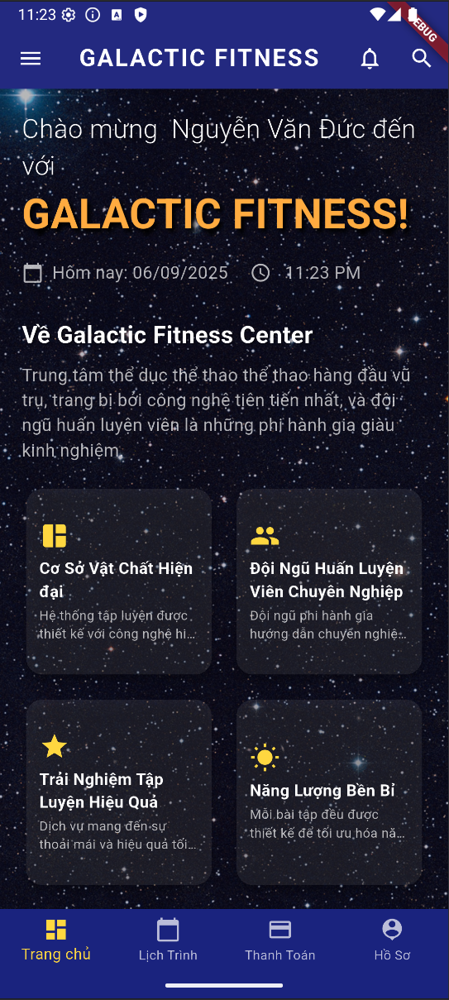 11:23
DEBUG
GALACTIC FITNESS
Chào mừng  Nguyễn Văn Đức đến
với
GALACTIC FITNESS!
Hôm nay: 06/09/2025 11:23 PM
Về Galactic Fitness Center
Trung tâm thể dục thể thao thể thao hàng đầu vũ
trụ, trang bị bởi công nghệ tiên tiến nhất, và đội
ngũ huấn luyện viên là những phi hành gia giàu
kinh nghiệm.
Cơ Sở Vật Chất Hiện
đại
Hệ thống tập luyện được
thiết kế với công nghệ hi...
Đội Ngũ Huấn Luyện
Viên Chuyên Nghiệp
Đội ngũ phi hành gia
hướng dẫn chuyên nghiệ...
Trải Nghiệm Tập
Luyện Hiệu Quả
Dịch vụ mang đến sự
thoải mái và hiệu quả tối...
Năng Lượng Bền Bỉ
Mỗi bài tập đều được
thiết kế để tối ưu hóa nă...
Trang chủ Lịch Trình Thanh Toán Hồ Sơ